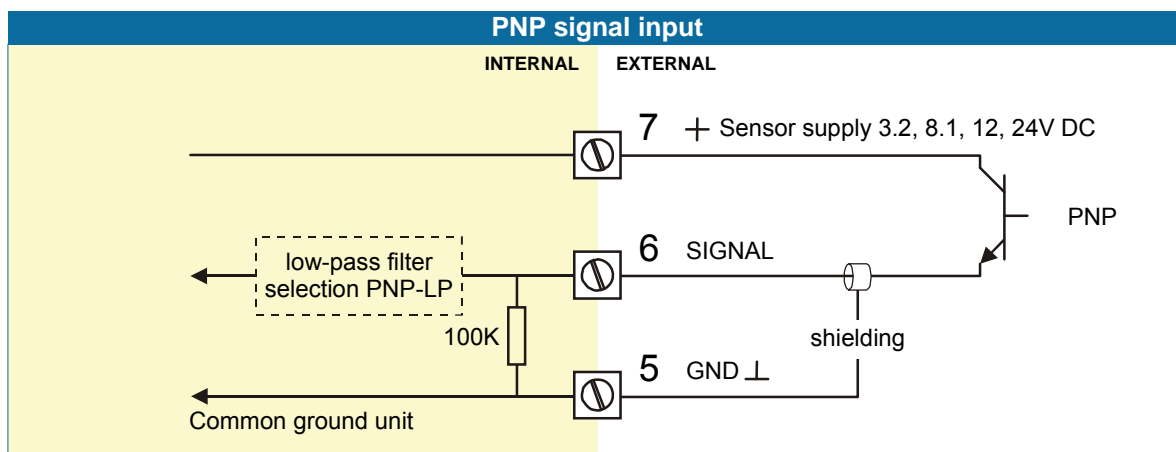 PNP signal input
INTERNAL
EXTERNAL
7 + Sensor supply 3.2, 8.1, 12, 24V DC
PNP
6 SIGNAL
low-pass filter
selection PNP-LP
100K
shielding
5 GND ⊥
Common ground unit